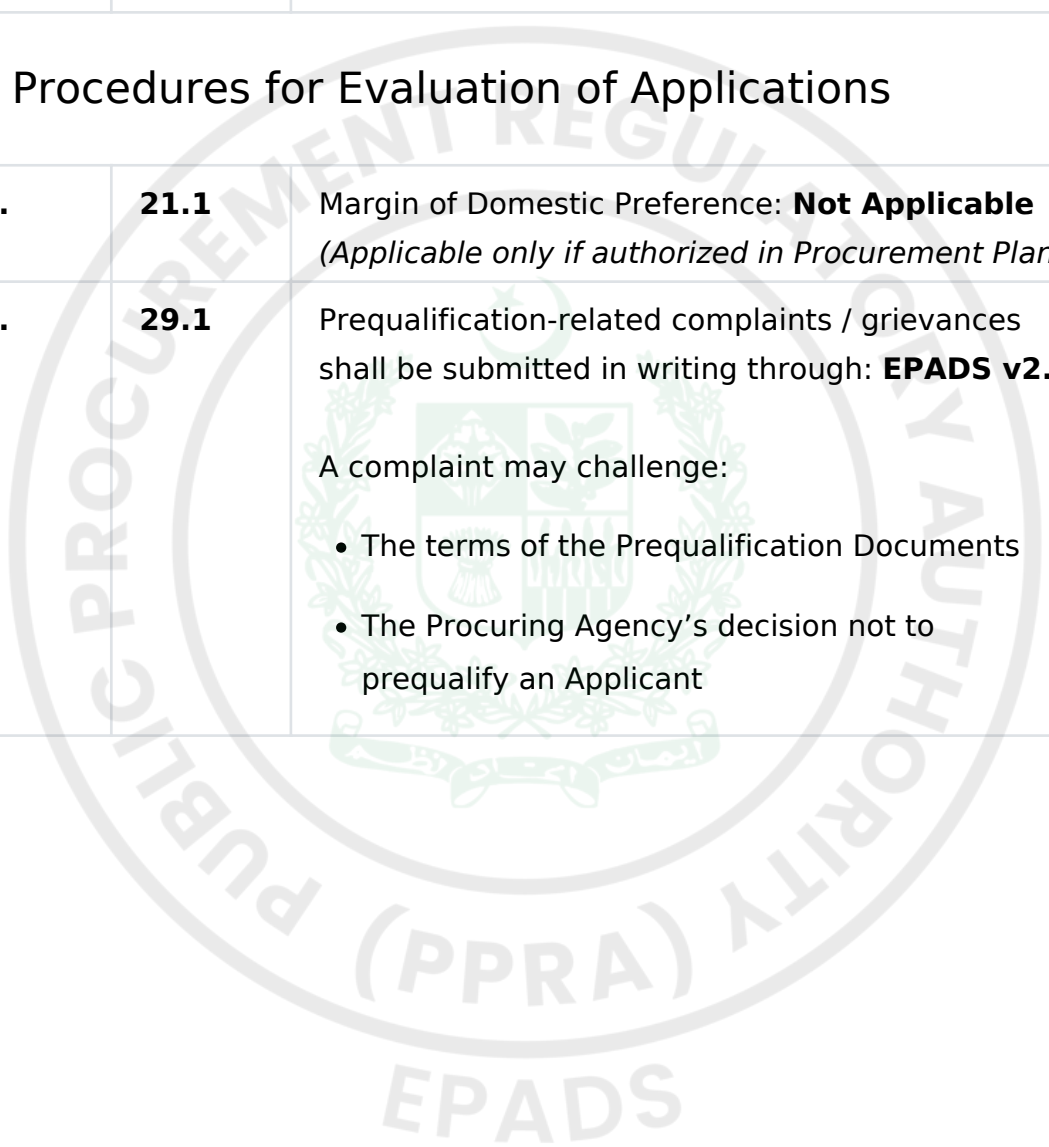 Procedures for Evaluation of Applications
. 21.1 Margin of Domestic Preference: Not Applicable
(Applicable only if authorized in Procurement Plan
. 29.1 Prequalification-related complaints / grievances
shall be submitted in writing through: EPADS v2.
A complaint may challenge:
• The terms of the Prequalification Documents
• The Procuring Agency’s decision not to
prequalify an Applicant
PUBLIC PROCUREMENT REGULATORY AUTHORITY
(PPRA)
EPADS